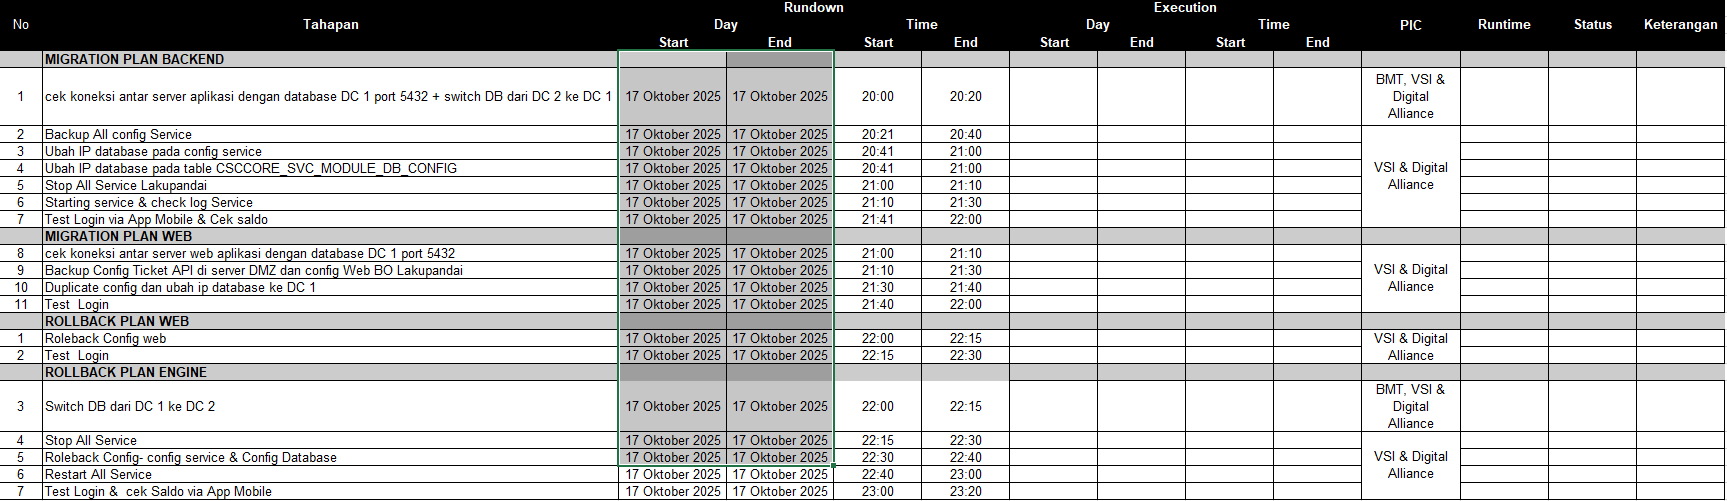 Rundown Execution
No Tahapan Day Time Day Time PIC Runtime Status Keterangan
Start End Start End Start End Start End
MIGRATION PLAN BACKEND
1 cek koneksi antar server aplikasi dengan database DC 1 port 5432 + switch DB dari DC 2 ke DC 1 17 Oktober 2025 17 Oktober 2025 20:00 20:20 BMT, VSI & Digital Alliance
2 Backup All config Service 17 Oktober 2025 17 Oktober 2025 20:21 20:40
3 Ubah IP database pada config service 17 Oktober 2025 17 Oktober 2025 20:41 21:00
4 Ubah IP database pada table CSCCORE_SVC_MODULE_DB_CONFIG 17 Oktober 2025 17 Oktober 2025 20:41 21:00 VSI & Digital Alliance
5 Stop All Service Lakupandai 17 Oktober 2025 17 Oktober 2025 21:00 21:10
6 Starting service & check log Service 17 Oktober 2025 17 Oktober 2025 21:10 21:30
7 Test Login via App Mobile & Cek saldo 17 Oktober 2025 17 Oktober 2025 21:41 22:00
MIGRATION PLAN WEB
8 cek koneksi antar server web aplikasi dengan database DC 1 port 5432 17 Oktober 2025 17 Oktober 2025 21:00 21:10
9 Backup Config Ticket API di server DMZ dan config Web BO Lakupandai 17 Oktober 2025 17 Oktober 2025 21:10 21:30 VSI & Digital Alliance
10 Duplicate config dan ubah ip database ke DC 1 17 Oktober 2025 17 Oktober 2025 21:30 21:40
11 Test  Login 17 Oktober 2025 17 Oktober 2025 21:40 22:00
ROLLBACK PLAN WEB
1 Roleback Config web 17 Oktober 2025 17 Oktober 2025 22:00 22:15 VSI & Digital Alliance
2 Test  Login 17 Oktober 2025 17 Oktober 2025 22:15 22:30
ROLLBACK PLAN ENGINE
3 Switch DB dari DC 1 ke DC 2 17 Oktober 2025 17 Oktober 2025 22:00 22:15 BMT, VSI & Digital Alliance
4 Stop All Service 17 Oktober 2025 17 Oktober 2025 22:15 22:30
5 Roleback Config- config service & Config Database 17 Oktober 2025 17 Oktober 2025 22:30 22:40 VSI & Digital Alliance
6 Restart All Service 17 Oktober 2025 17 Oktober 2025 22:40 23:00
7 Test Login &  cek Saldo via App Mobile 17 Oktober 2025 17 Oktober 2025 23:00 23:20